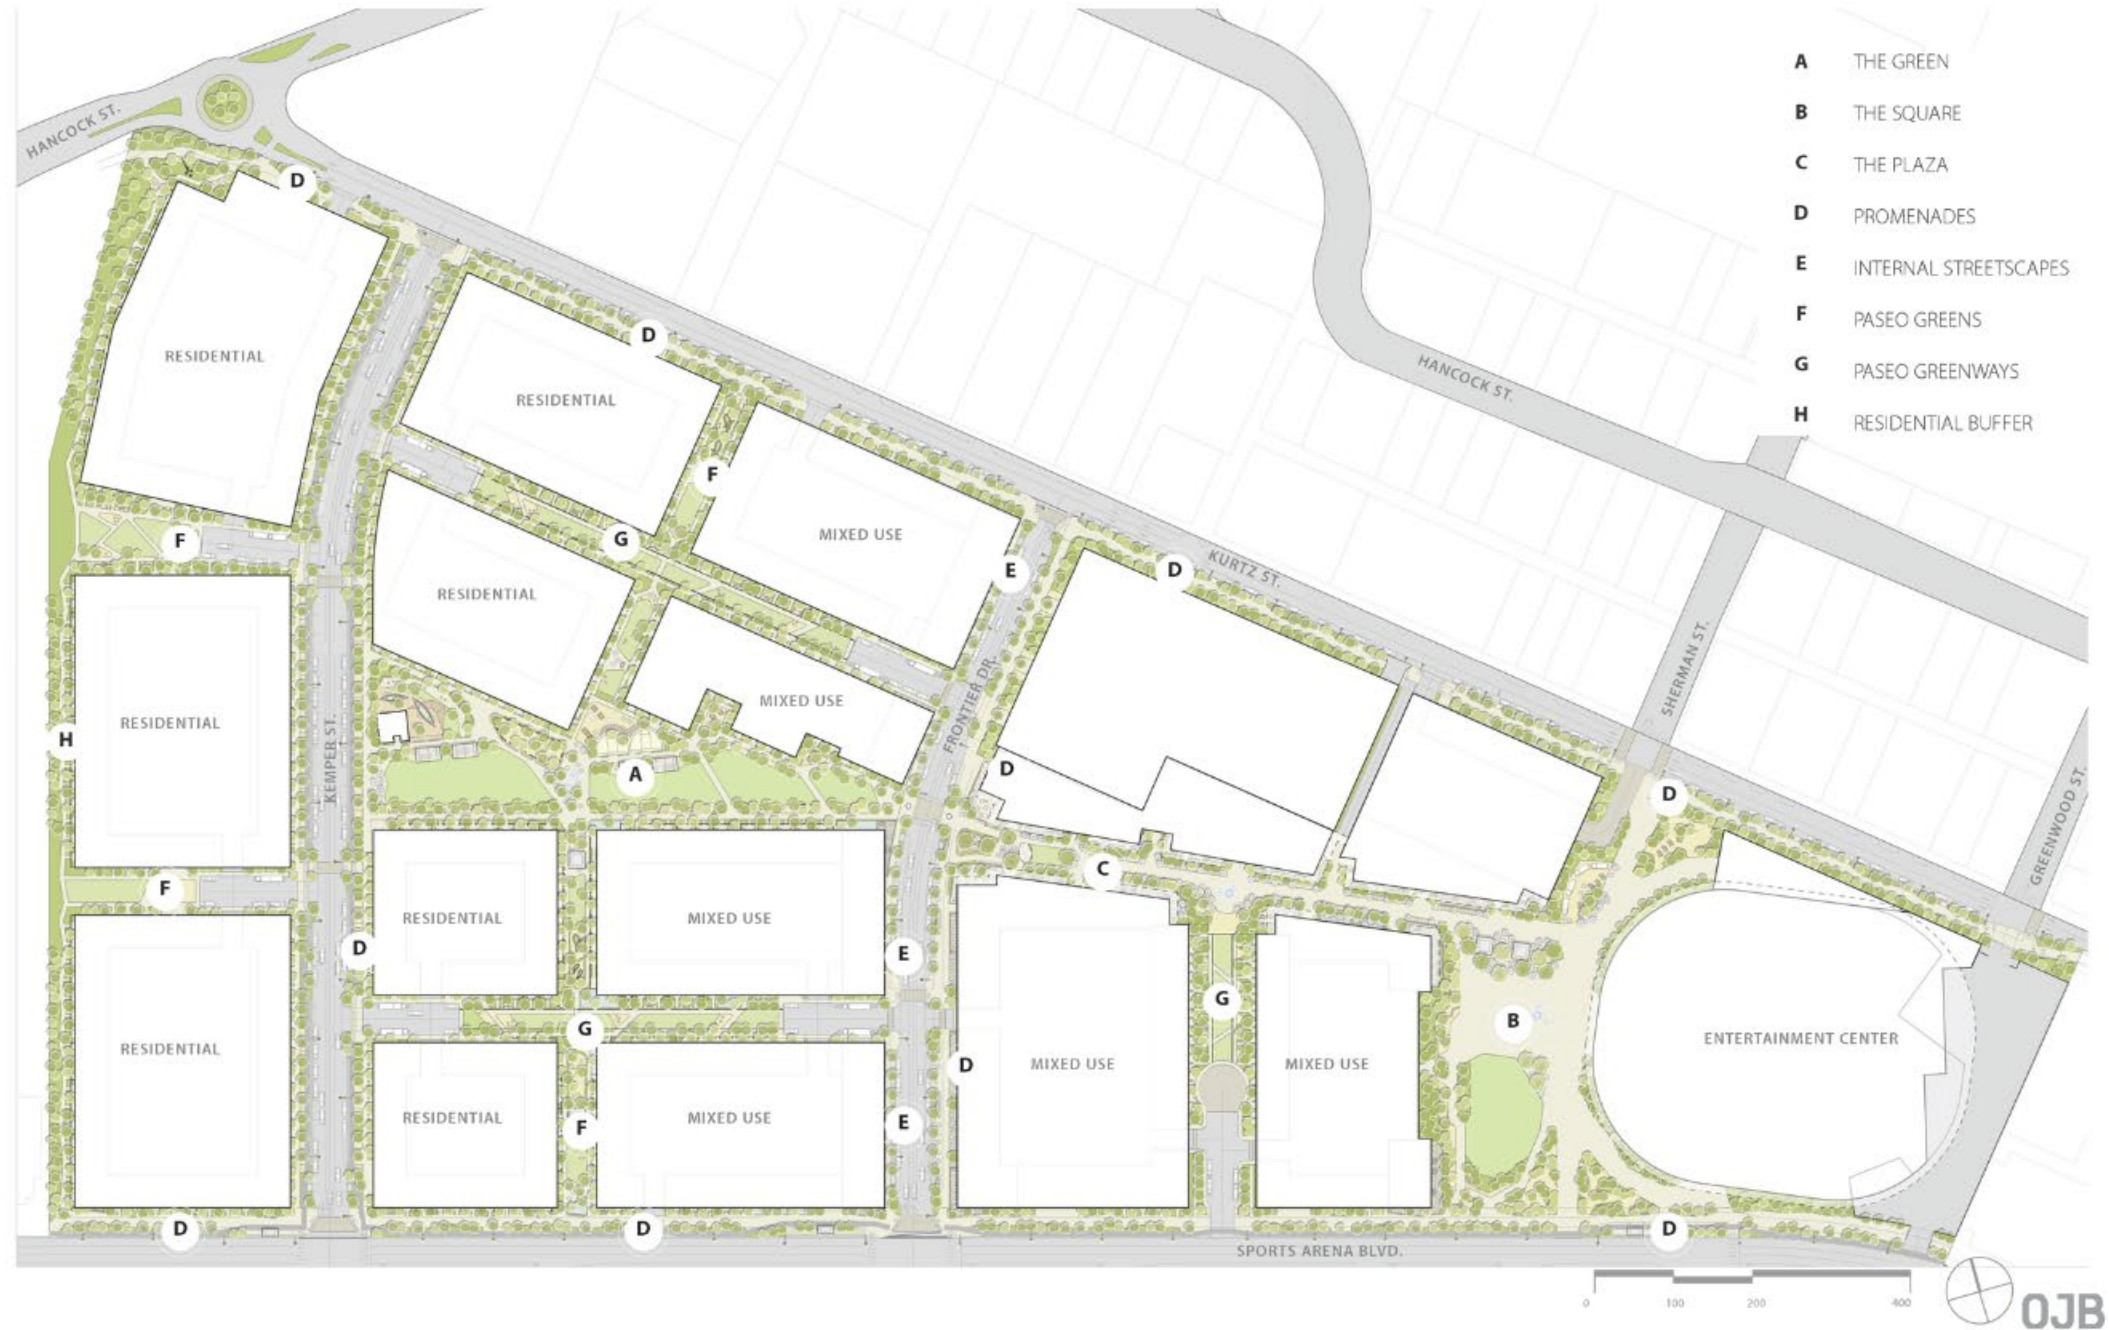 A THE GREEN
B THE SQUARE
C THE PLAZA
D PROMENADES
E INTERNAL STREETSCAPES
F PASEO GREENS
G PASEO GREENWAYS
H RESIDENTIAL BUFFER
HANCOCK ST.
D
RESIDENTIAL
D
HANCOCK ST.
RESIDENTIAL
F
MIXED USE
F
G
E
KURTZ ST.
D
RESIDENTIAL
SHERMAN ST.
MIXED USE
FRONTIER DR.
RESIDENTIAL
H
KEMPER ST.
A
D
D
GREENWOOD ST.
C
F
RESIDENTIAL
MIXED USE
D
E
G
B
ENTERTAINMENT CENTER
G
RESIDENTIAL
D
MIXED USE
MIXED USE
RESIDENTIAL
F
MIXED USE
E
D
D
D
SPORTS ARENA BLVD.
0 100 200 400
OJB